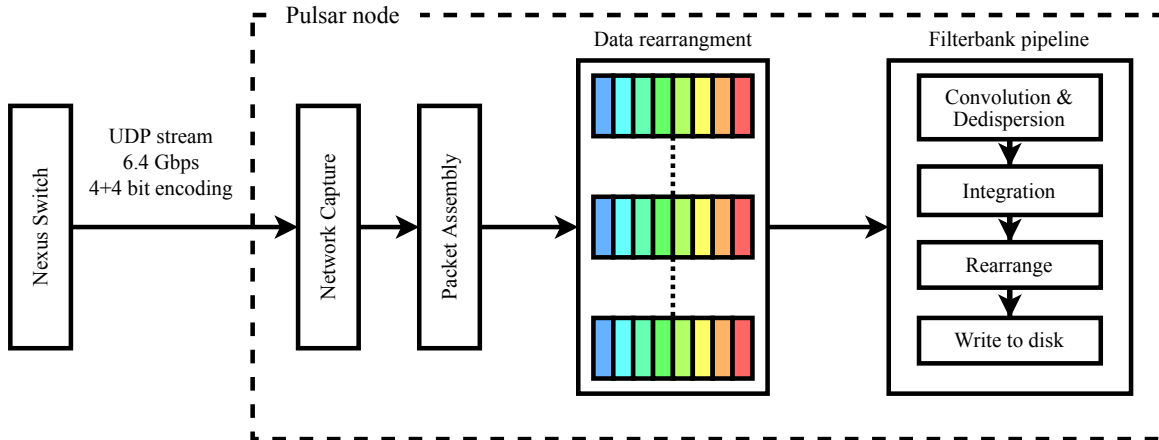 Pulsar node
Data rearrangment
Filterbank pipeline
Nexus Switch
UDP stream
6.4 Gbps
4+4 bit encoding
Network Capture
Packet Assembly
Convolution &
Dedispersion
Integration
Rearrange
Write to disk